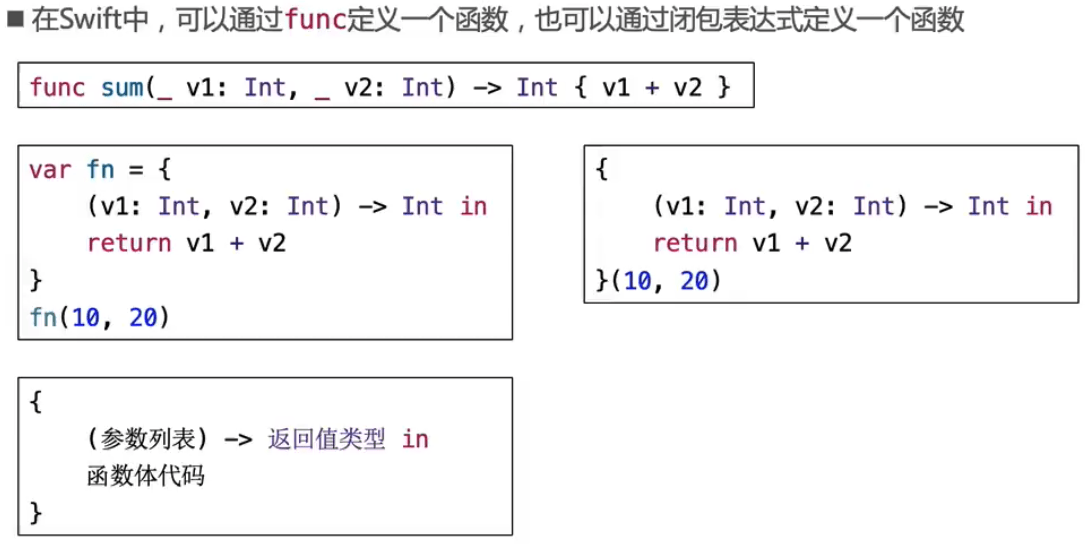 ■ 在Swift中，可以通过func定义一个函数，也可以通过闭包表达式定义一个函数
func sum(_ v1: Int, _ v2: Int) -> Int { v1 + v2 }
var fn = {
    (v1: Int, v2: Int) -> Int in
    return v1 + v2
}
fn(10, 20)
{
    (v1: Int, v2: Int) -> Int in
    return v1 + v2
}(10, 20)
{
    (参数列表) -> 返回值类型 in
    函数体代码
}